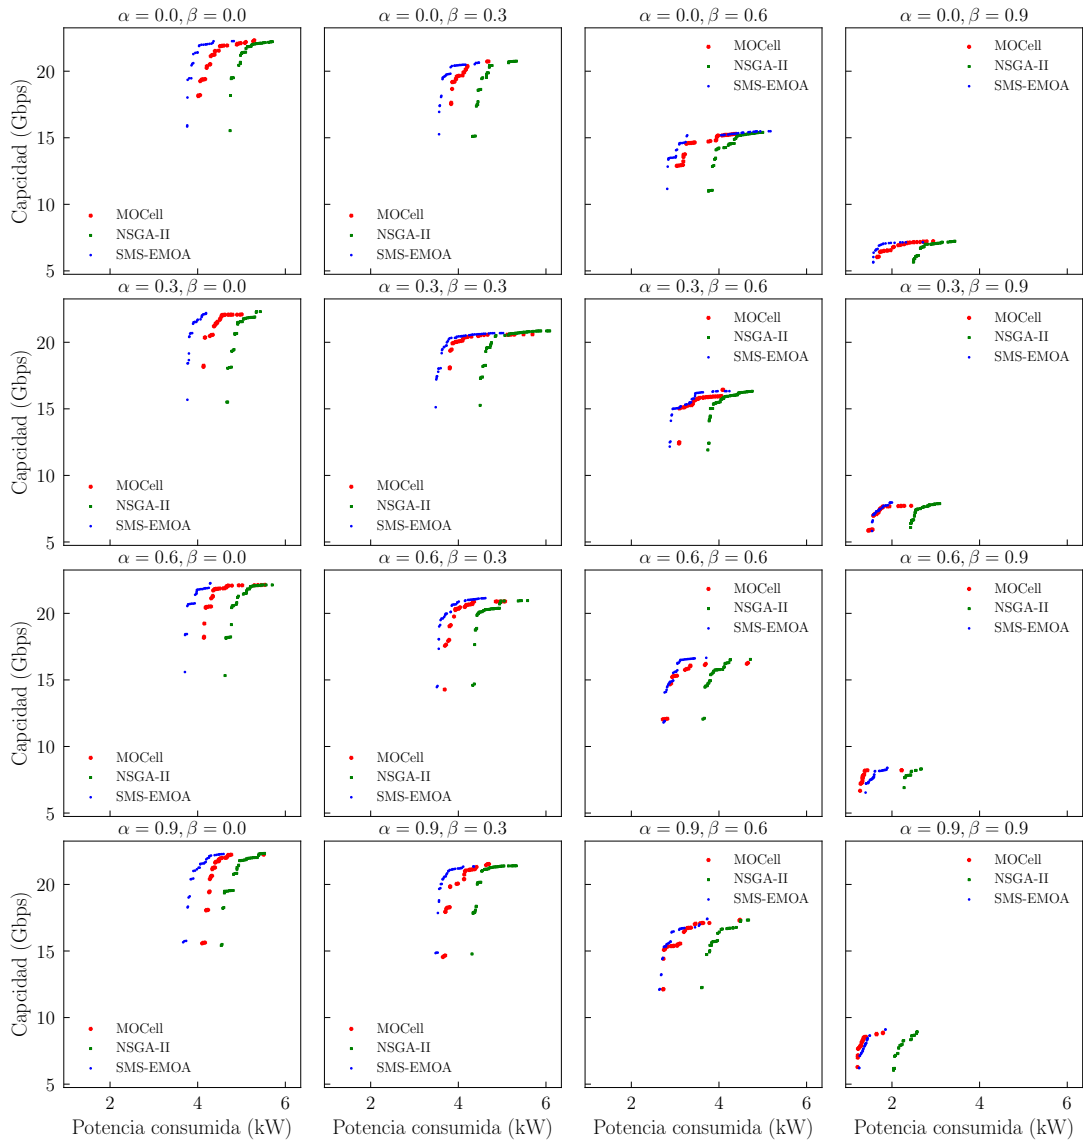 α = 0.0, β = 0.0
α = 0.0, β = 0.3
α = 0.0, β = 0.6
α = 0.0, β = 0.9
Capcidad (Gbps)
20
15
10
5
MOCell
NSGA-II
SMS-EMOA
MOCell
NSGA-II
SMS-EMOA
MOCell
NSGA-II
SMS-EMOA
MOCell
NSGA-II
SMS-EMOA
α = 0.3, β = 0.0
α = 0.3, β = 0.3
α = 0.3, β = 0.6
α = 0.3, β = 0.9
Capcidad (Gbps)
20
15
10
5
MOCell
NSGA-II
SMS-EMOA
MOCell
NSGA-II
SMS-EMOA
MOCell
NSGA-II
SMS-EMOA
MOCell
NSGA-II
SMS-EMOA
α = 0.6, β = 0.0
α = 0.6, β = 0.3
α = 0.6, β = 0.6
α = 0.6, β = 0.9
Capcidad (Gbps)
20
15
10
5
MOCell
NSGA-II
SMS-EMOA
MOCell
NSGA-II
SMS-EMOA
MOCell
NSGA-II
SMS-EMOA
MOCell
NSGA-II
SMS-EMOA
α = 0.9, β = 0.0
α = 0.9, β = 0.3
α = 0.9, β = 0.6
α = 0.9, β = 0.9
Capcidad (Gbps)
20
15
10
5
MOCell
NSGA-II
SMS-EMOA
MOCell
NSGA-II
SMS-EMOA
MOCell
NSGA-II
SMS-EMOA
MOCell
NSGA-II
SMS-EMOA
2 4 6
2 4 6
2 4 6
2 4 6
Potencia consumida (kW)
Potencia consumida (kW)
Potencia consumida (kW)
Potencia consumida (kW)